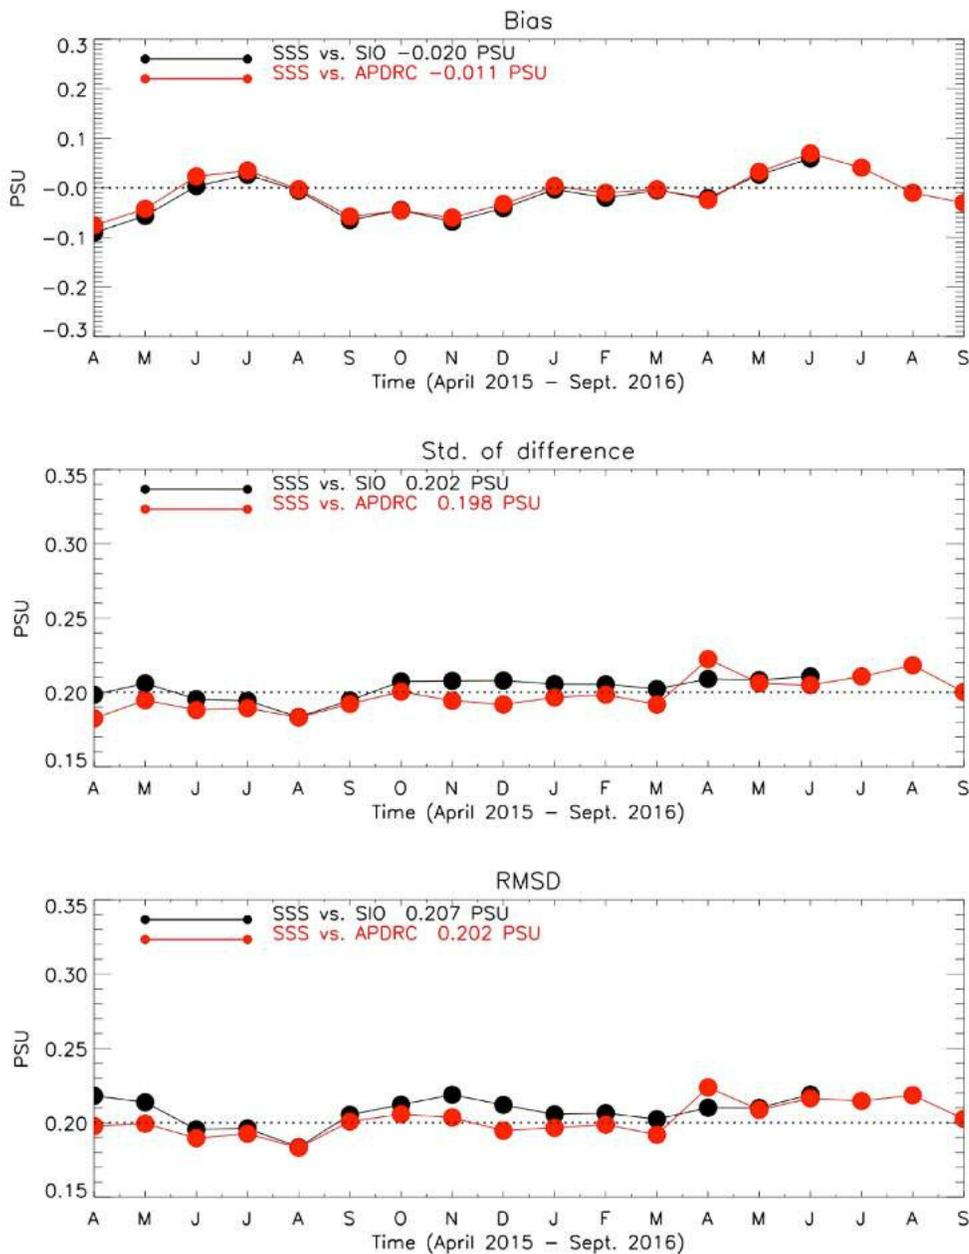 Bias
SSS vs. SIO −0.020 PSU
SSS vs. APDRC −0.011 PSU
0.3
0.2
0.1
−0.0
−0.1
−0.2
−0.3
PSU
A M J J A S O N D J F M A M J J A S
Time (April 2015 − Sept. 2016)
Std. of difference
SSS vs. SIO 0.202 PSU
SSS vs. APDRC 0.198 PSU
0.35
0.30
0.25
0.20
0.15
PSU
A M J J A S O N D J F M A M J J A S
Time (April 2015 − Sept. 2016)
RMSD
SSS vs. SIO 0.207 PSU
SSS vs. APDRC 0.202 PSU
0.35
0.30
0.25
0.20
0.15
PSU
A M J J A S O N D J F M A M J J A S
Time (April 2015 − Sept. 2016)